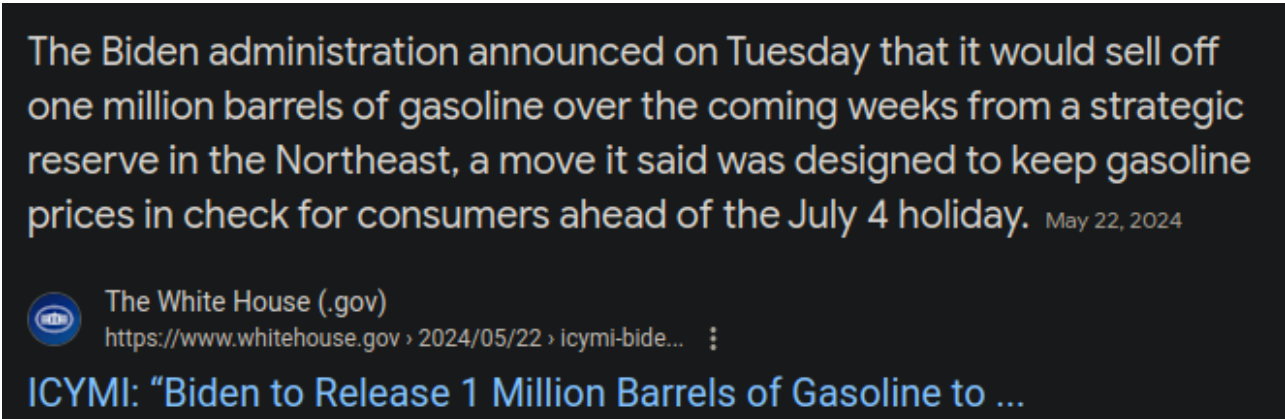 The Biden administration announced on Tuesday that it would sell off
one million barrels of gasoline over the coming weeks from a strategic
reserve in the Northeast, a move it said was designed to keep gasoline
prices in check for consumers ahead of the July 4 holiday. May 22, 2024
The White House (.gov)
https://www.whitehouse.gov › 2024/05/22 › icymi-bide...
ICYMI: “Biden to Release 1 Million Barrels of Gasoline to ...